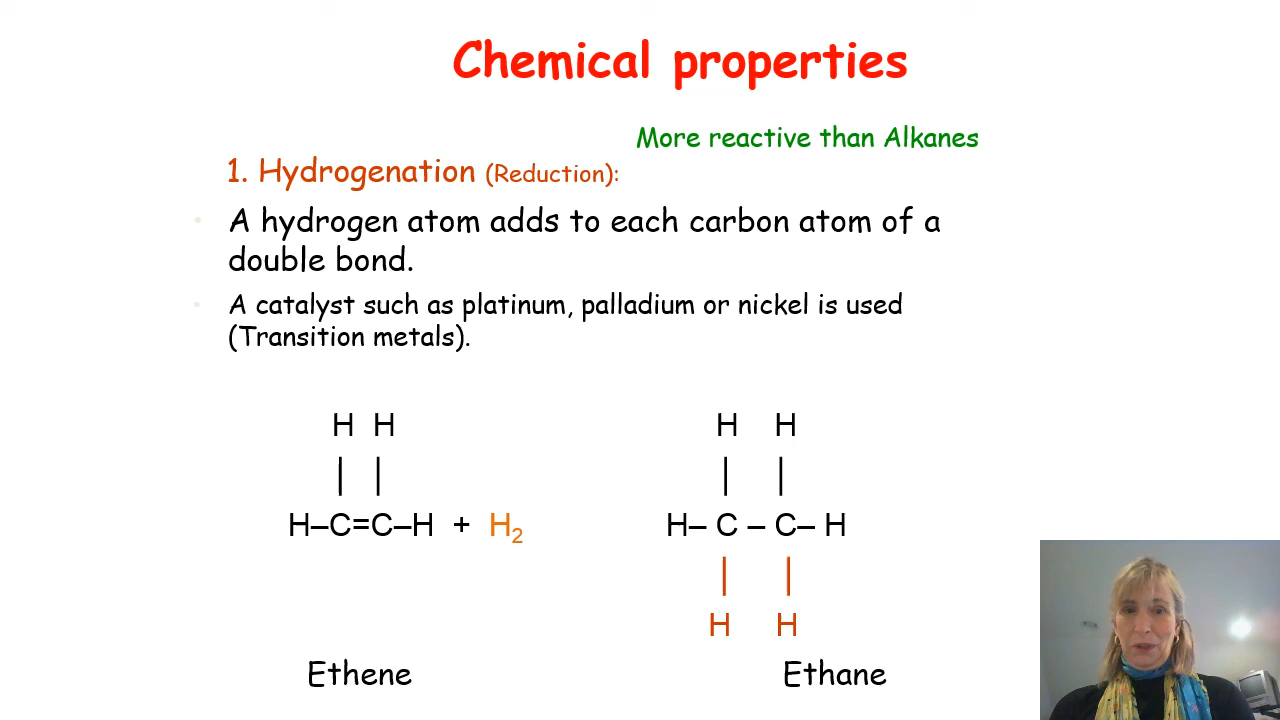 Chemical properties
More reactive than Alkanes
1. Hydrogenation (Reduction):
• A hydrogen atom adds to each carbon atom of a
double bond.
• A catalyst such as platinum, palladium or nickel is used
(Transition metals).
H H H H
| | | |
H–C=C–H + H₂ H– C – C– H
| |
H H
Ethene Ethane